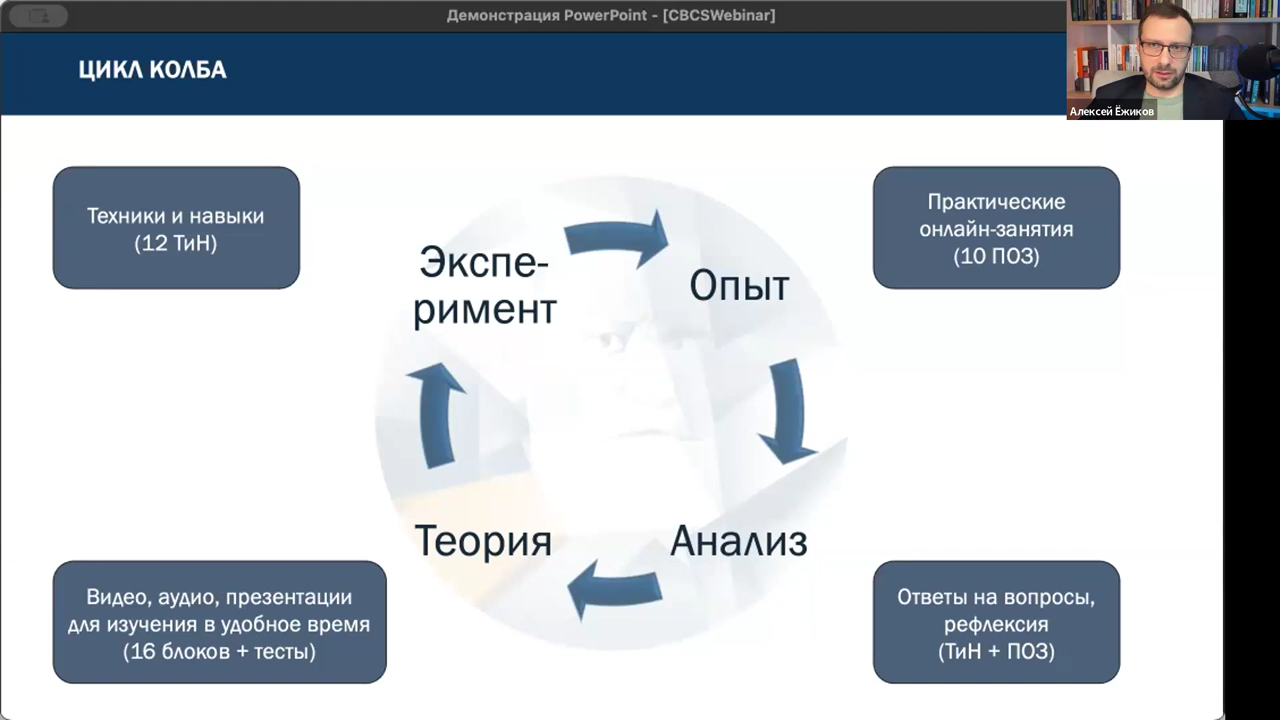 Демонстрация PowerPoint - [CBCSWebinar]
ЦИКЛ КОЛБА
Алексей Ёжиков
Техники и навыки
(12 ТиН)
Практические
онлайн-занятия
(10 ПОЗ)
Экспе-
римент
Опыт
Теория
Анализ
Видео, аудио, презентации
для изучения в удобное время
(16 блоков + тесты)
Ответы на вопросы,
рефлексия
(ТиН + ПОЗ)